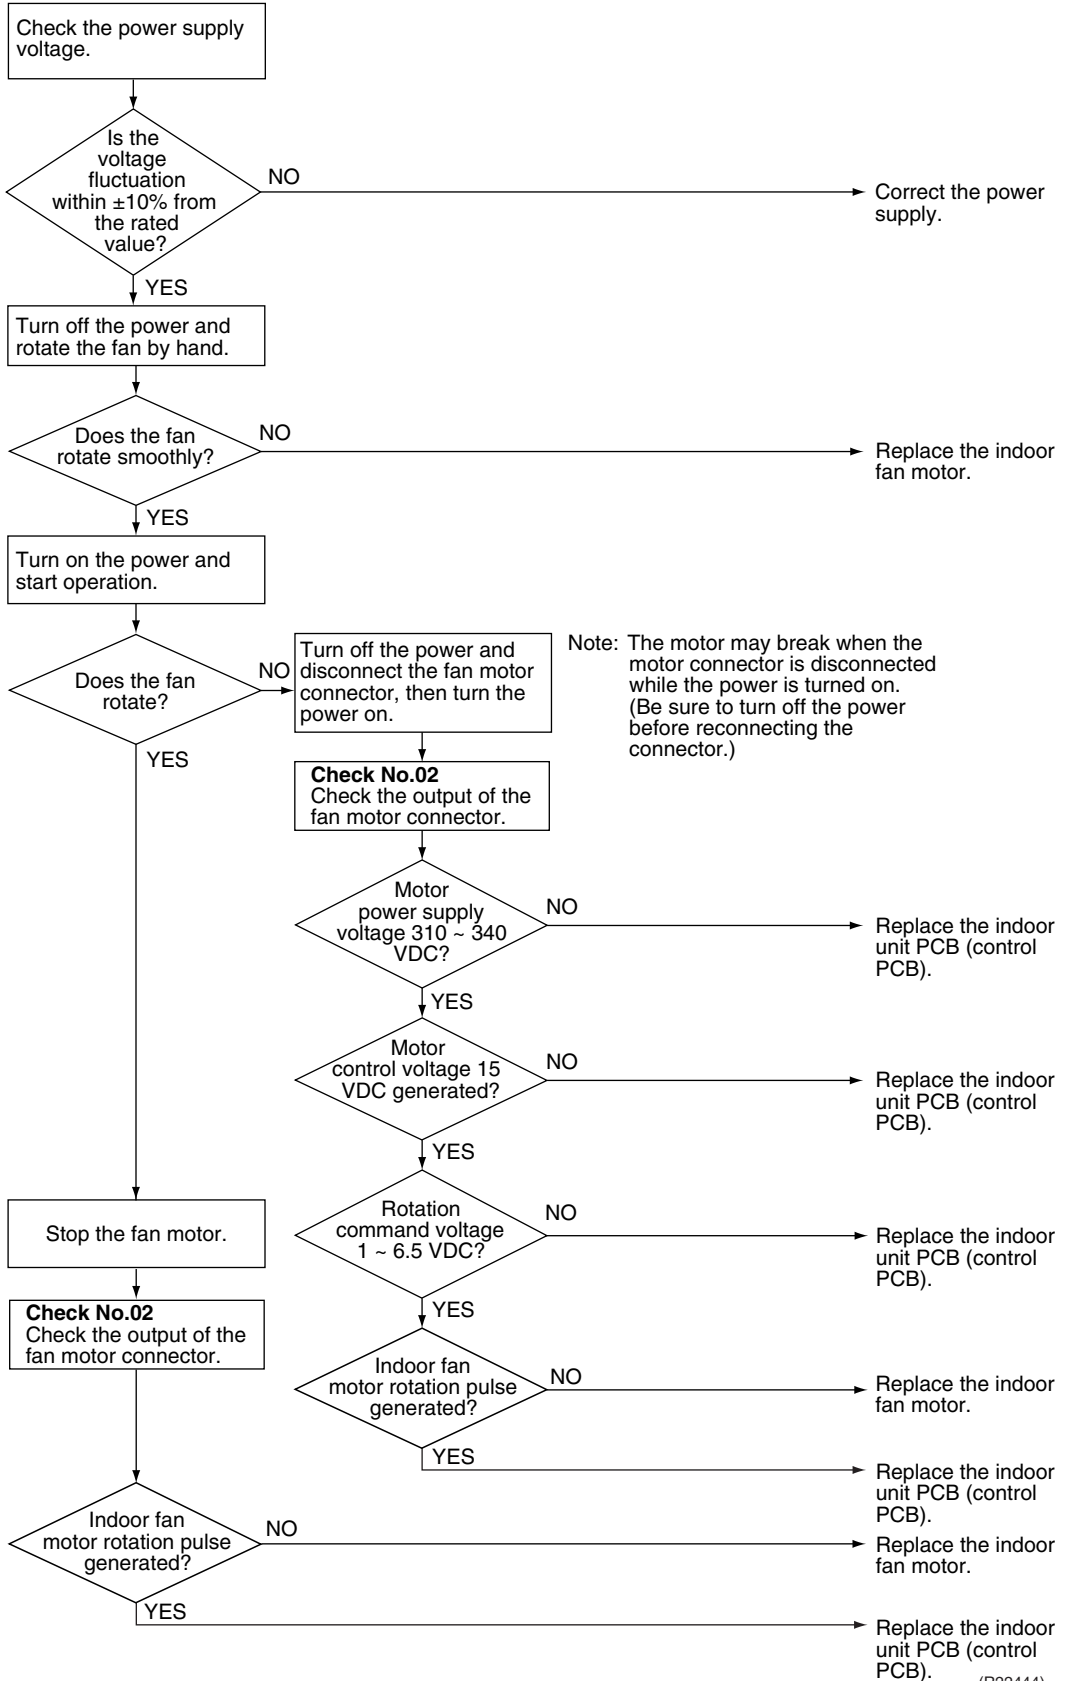 Check the power supply
voltage.
Is the
voltage
fluctuation
within ±10% from
the rated
value?
NO
Correct the power
supply.
YES
Turn off the power and
rotate the fan by hand.
Does the fan
rotate smoothly?
NO
Replace the indoor
fan motor.
YES
Turn on the power and
start operation.
Does the fan
rotate?
NO
Turn off the power and
disconnect the fan motor
connector, then turn the
power on.
Note: The motor may break when the
motor connector is disconnected
while the power is turned on.
(Be sure to turn off the power
before reconnecting the
connector.)
YES
Check No.02
Check the output of the
fan motor connector.
Motor
power supply
voltage 310 ~ 340
VDC?
NO
Replace the indoor
unit PCB (control
PCB).
YES
Motor
control voltage 15
VDC generated?
NO
Replace the indoor
unit PCB (control
PCB).
YES
Rotation
command voltage
1 ~ 6.5 VDC?
NO
Replace the indoor
unit PCB (control
PCB).
YES
Indoor fan
motor rotation pulse
generated?
NO
Replace the indoor
fan motor.
YES
Replace the indoor
unit PCB (control
PCB).
Stop the fan motor.
Check No.02
Check the output of the
fan motor connector.
Indoor fan
motor rotation pulse
generated?
NO
Replace the indoor
fan motor.
YES
Replace the indoor
unit PCB (control
PCB).